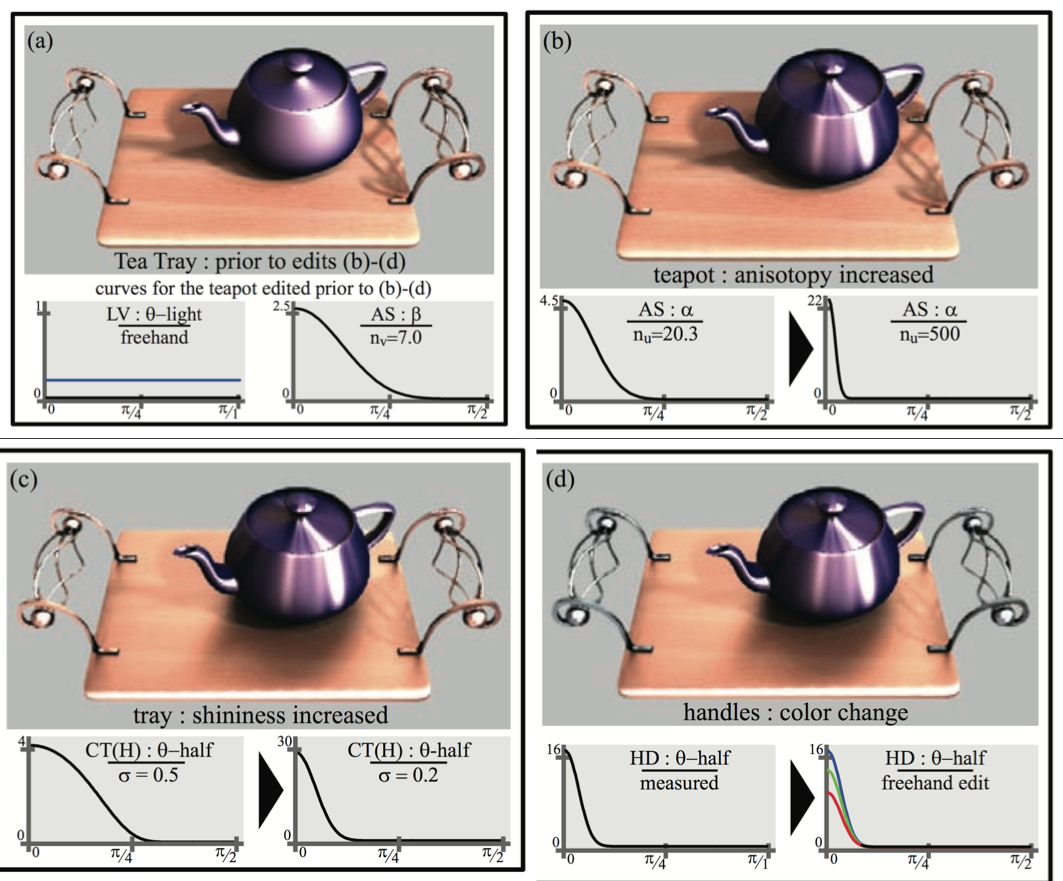 (a)
Tea Tray : prior to edits (b)-(d)
curves for the teapot edited prior to (b)-(d)
1
LV : θ–light
freehand
0
0
π/4
π/1
2.5
AS : β
nᵥ=7.0
0
0
π/4
π/2
(b)
teapot : anisotopy increased
4.5
AS : α
nᵤ=20.3
0
0
π/4
π/2
22
AS : α
nᵤ=500
0
0
π/4
π/2
(c)
tray : shininess increased
4
CT(H) : θ–half
σ = 0.5
0
0
π/4
π/2
30
CT(H) : θ-half
σ = 0.2
0
0
π/4
π/2
(d)
handles : color change
16
HD : θ–half
measured
0
0
π/4
π/1
16
HD : θ–half
freehand edit
0
0
π/4
π/2